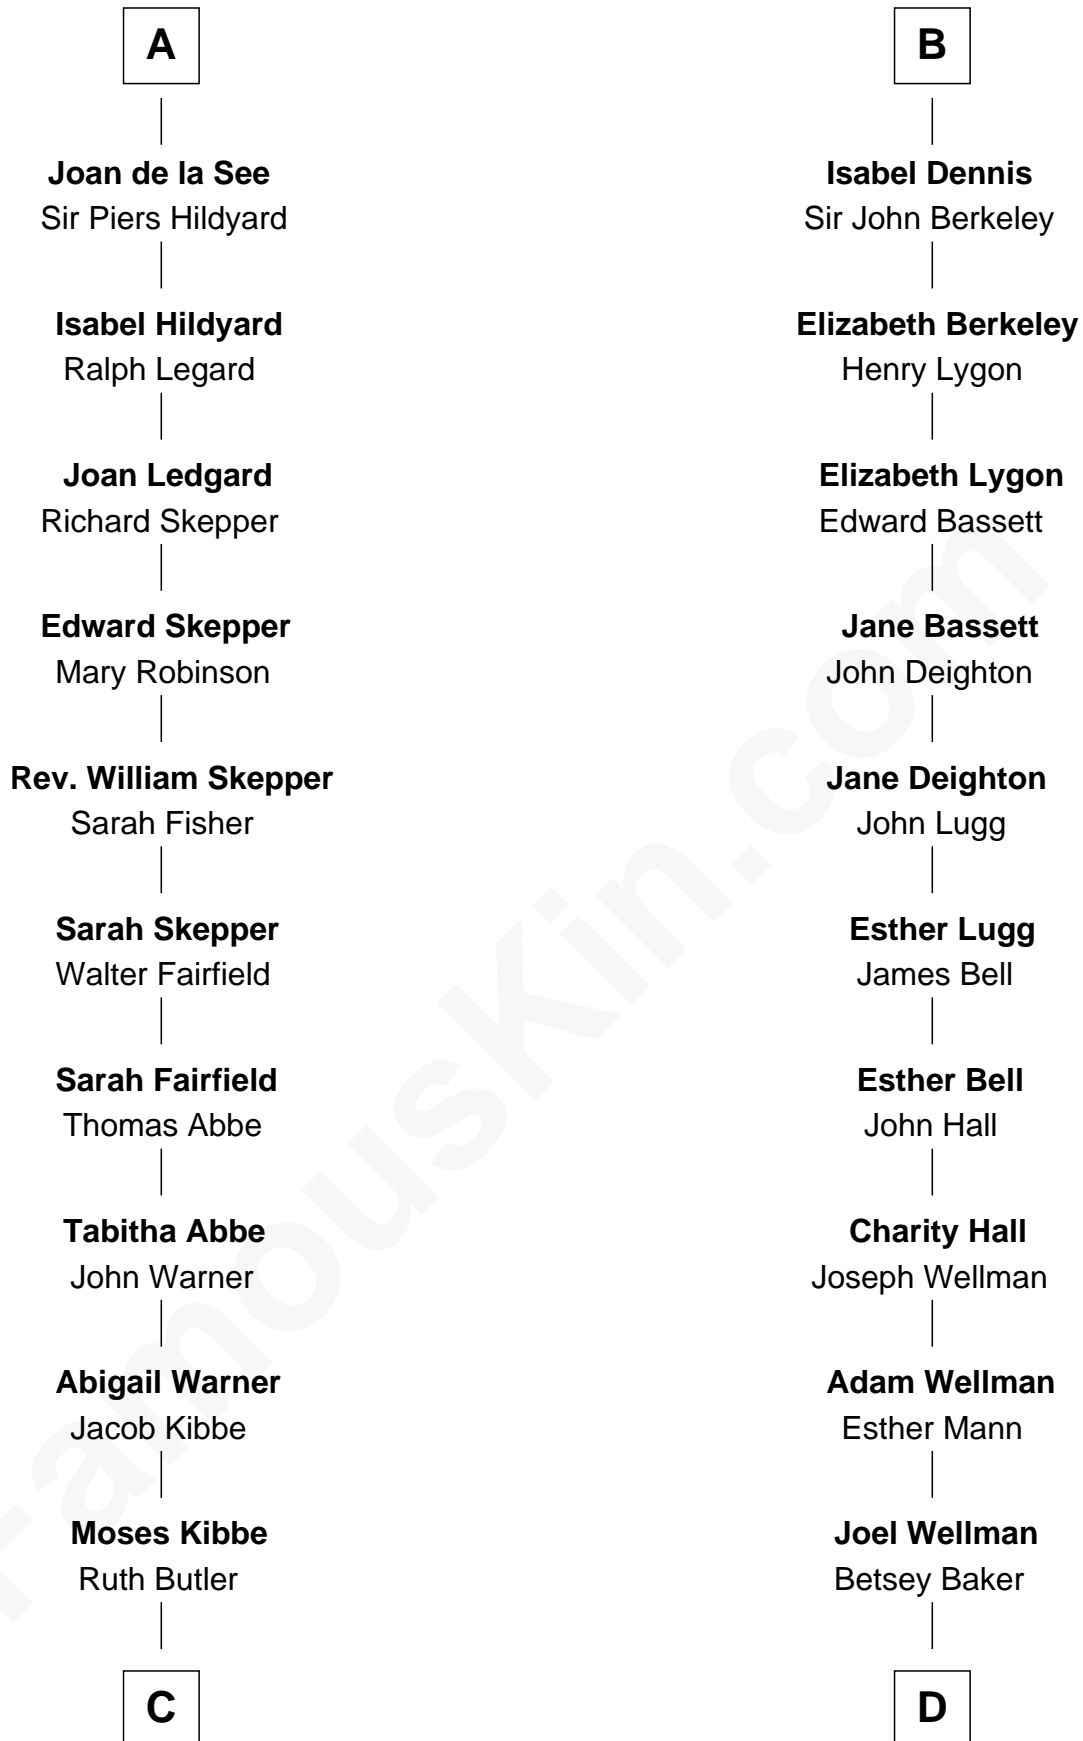 A
Joan de la See
Sir Piers Hildyard
Isabel Hildyard
Ralph Legard
Joan Ledgard
Richard Skepper
Edward Skepper
Mary Robinson
Rev. William Skepper
Sarah Fisher
Sarah Skepper
Walter Fairfield
Sarah Fairfield
Thomas Abbe
Tabitha Abbe
John Warner
Abigail Warner
Jacob Kibbe
Moses Kibbe
Ruth Butler
C
B
Isabel Dennis
Sir John Berkeley
Elizabeth Berkeley
Henry Lygon
Elizabeth Lygon
Edward Bassett
Jane Bassett
John Deighton
Jane Deighton
John Lugg
Esther Lugg
James Bell
Esther Bell
John Hall
Charity Hall
Joseph Wellman
Adam Wellman
Esther Mann
Joel Wellman
Betsey Baker
D
FamousKin.com